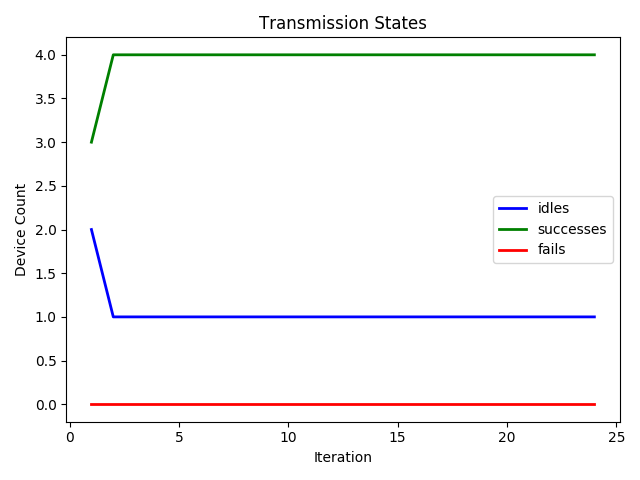 Transmission States
4.0
3.5
3.0
2.5
2.0
1.5
1.0
0.5
0.0
Device Count
idles
successes
fails
0 5 10 15 20 25
Iteration